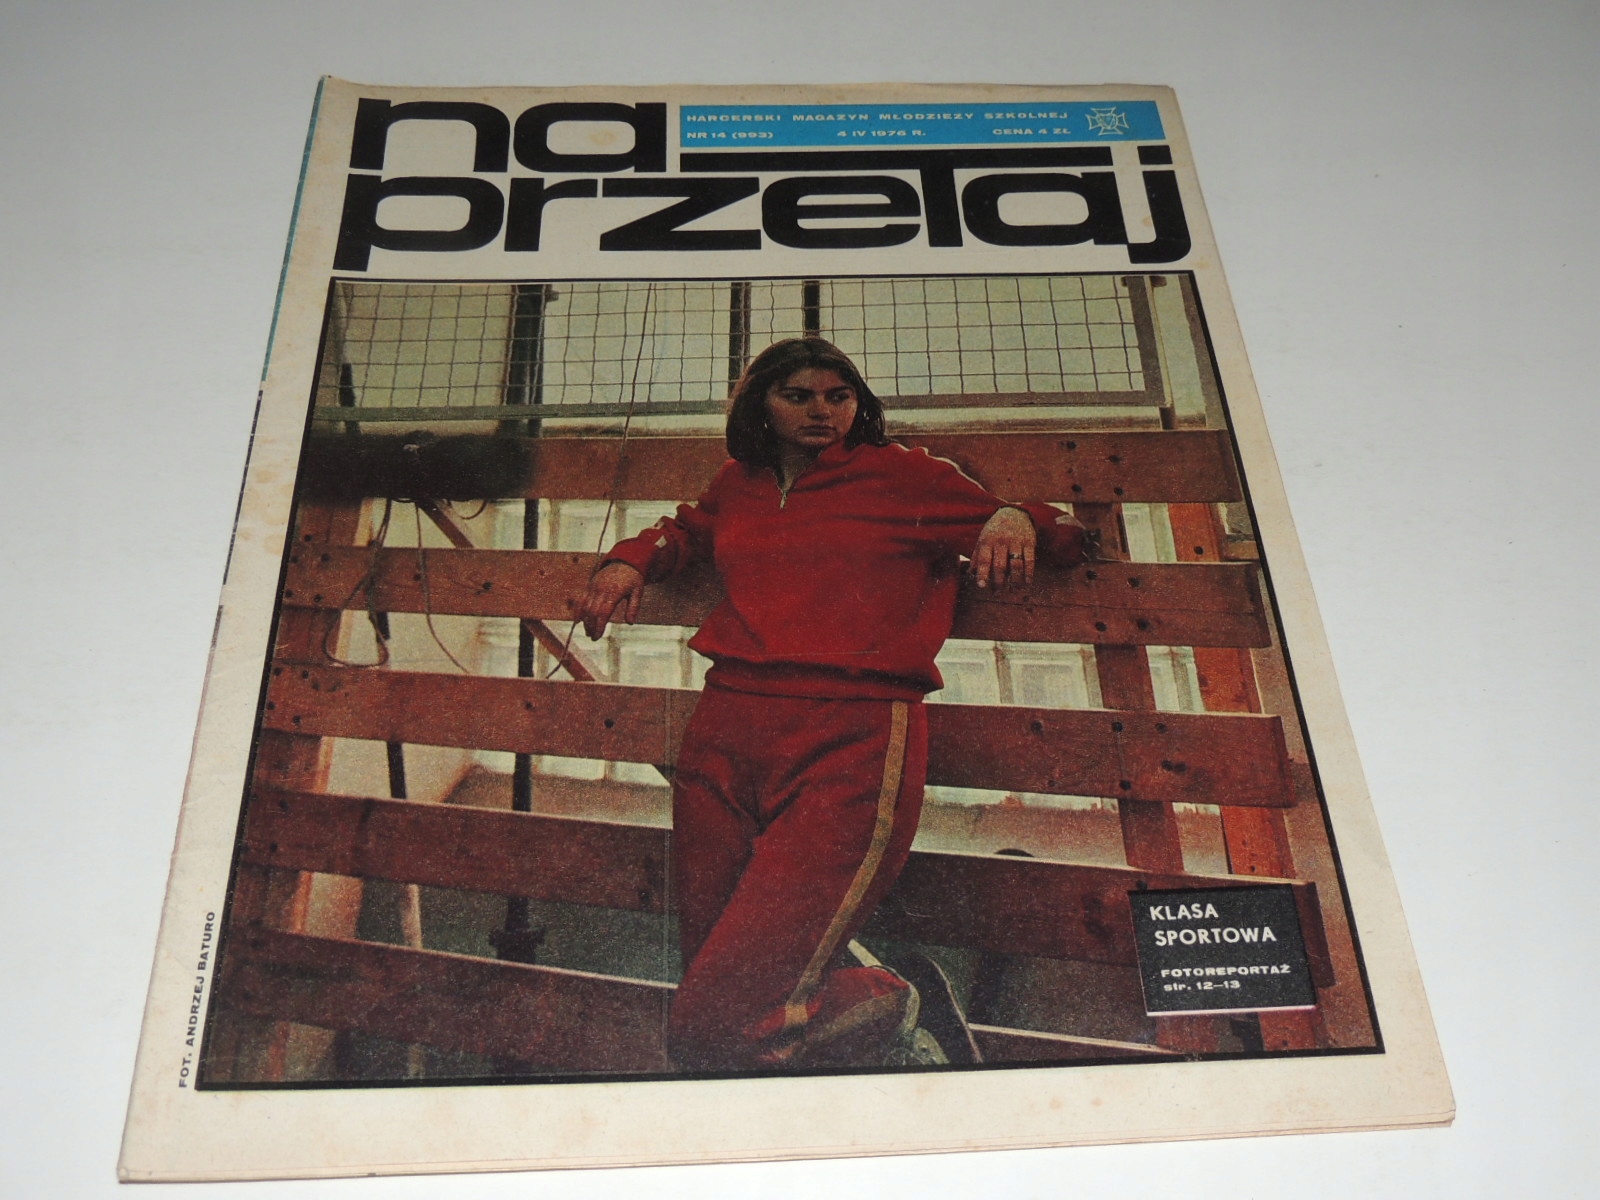 na
HARCERSKI MAGAZYN MŁODZIEŻY SZKOLNEJ
NR 14 (993) 4 IV 1976 R. CENA 4 ZŁ
przełaj
KLASA
SPORTOWA
FOTOREPORTAŻ
str. 12—13
FOT. ANDRZEJ BATURO